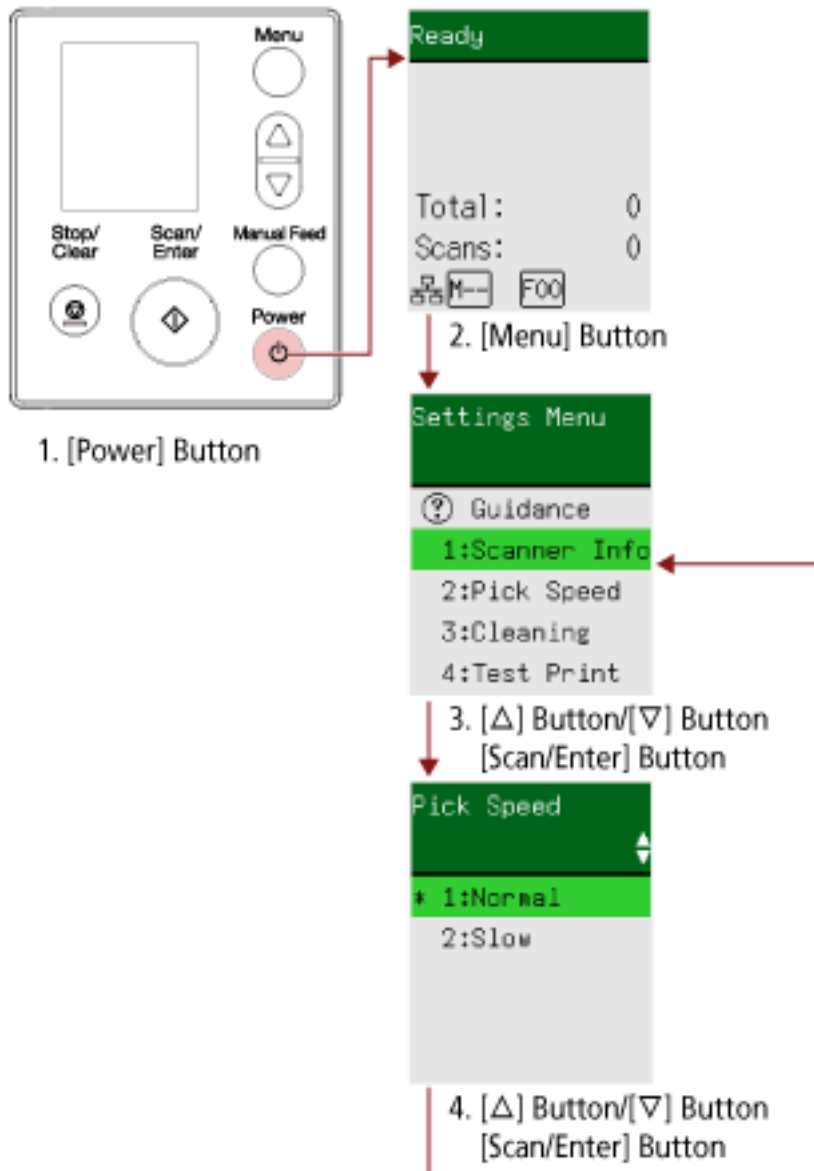 Menu
Stop/
Clear
Scan/
Enter
Manual Feed
Power
1. [Power] Button
Ready
Total: 0
Scans: 0
M-- F00
2. [Menu] Button
Settings Menu
? Guidance
1:Scanner Info
2:Pick Speed
3:Cleaning
4:Test Print
3. [△] Button/[▽] Button
[Scan/Enter] Button
Pick Speed
* 1:Normal
2:Slow
4. [△] Button/[▽] Button
[Scan/Enter] Button